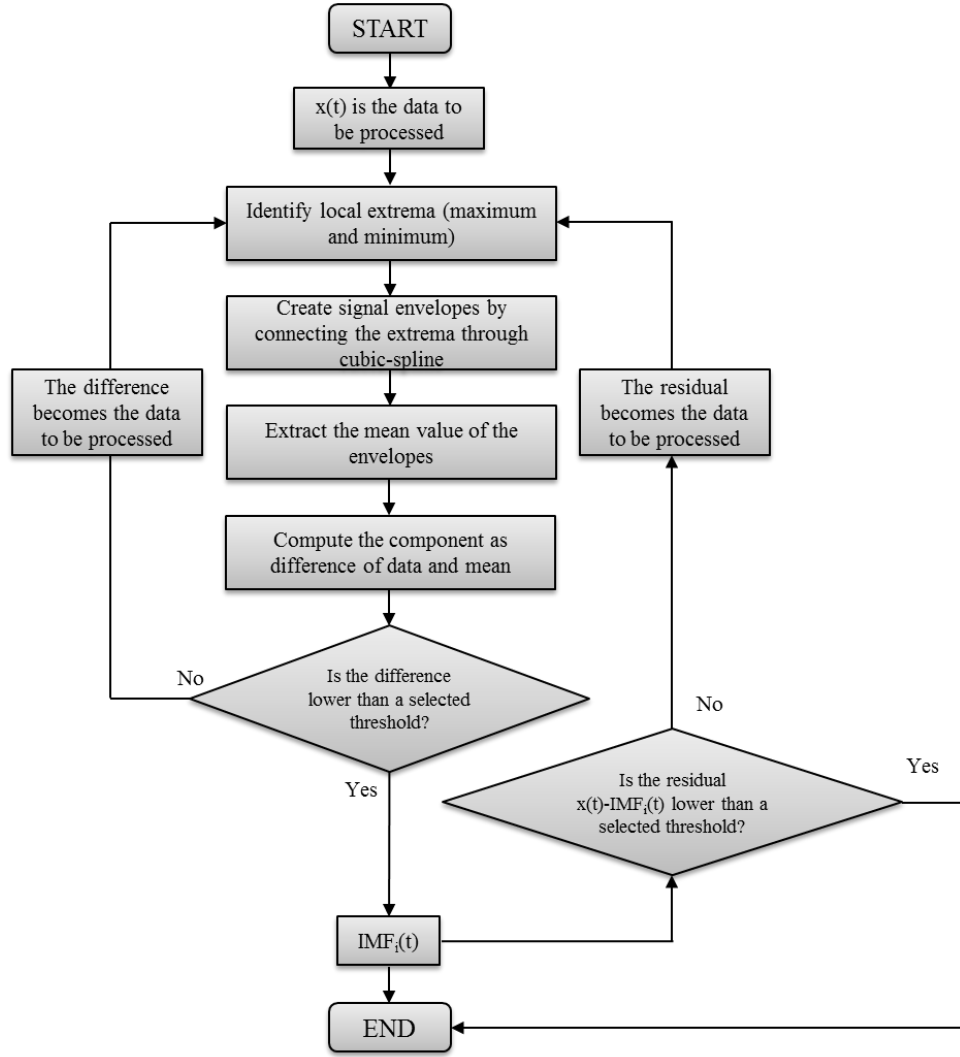 START
x(t) is the data to
be processed
Identify local extrema (maximum
and minimum)
Create signal envelopes by
connecting the extrema through
cubic-spline
The difference
becomes the data
to be processed
The residual
becomes the data
to be processed
Extract the mean value of the
envelopes
Compute the component as
difference of data and mean
No
Is the difference
lower than a selected
threshold?
No
Yes
Yes
Is the residual
x(t)-IMFi(t) lower than a
selected threshold?
IMFi(t)
END